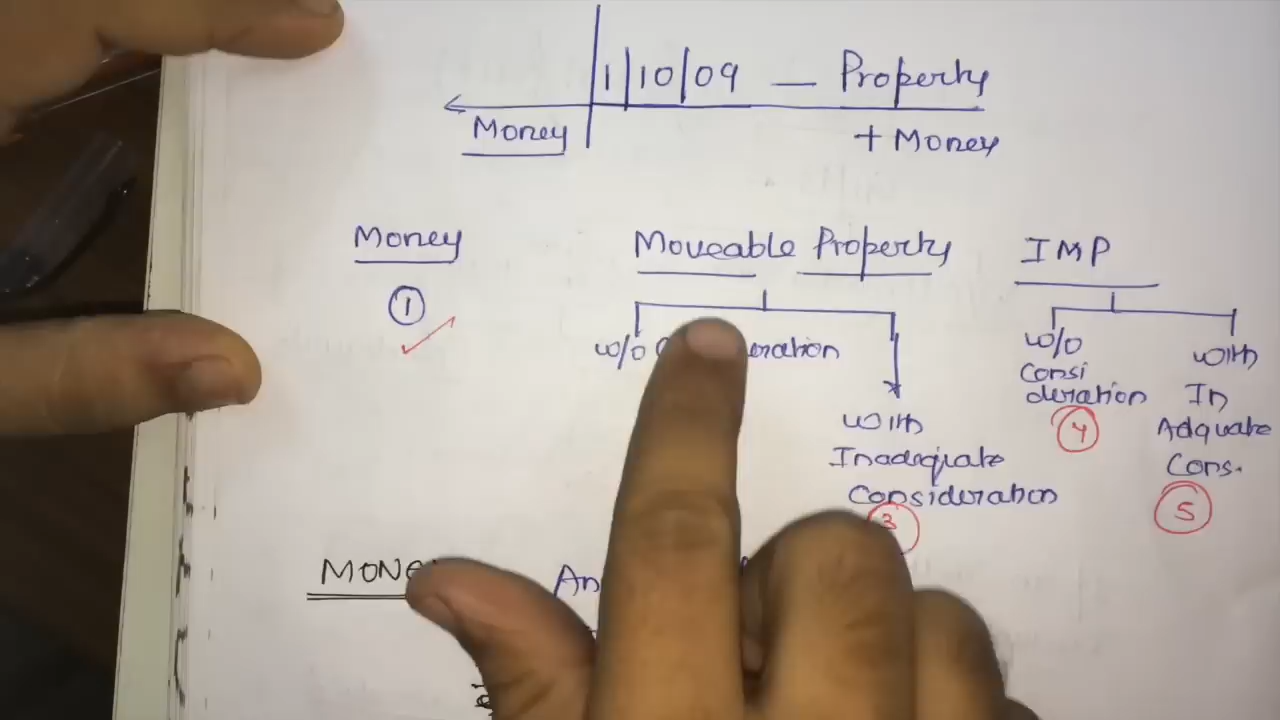 1/10/09 — Property
Money
+ Money
Money
1
Moveable Property
w/o
with
Inadequate
Consideration
3
IMP
w/o
Consi
deration
4
with
In
Adquate
Cons.
5